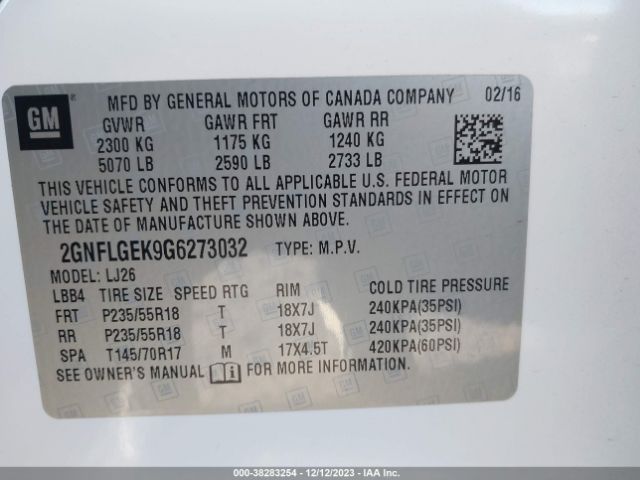 GM
MFD BY GENERAL MOTORS OF CANADA COMPANY 02/16
GVWR GAWR FRT GAWR RR
2300 KG 1175 KG 1240 KG
5070 LB 2590 LB 2733 LB
THIS VEHICLE CONFORMS TO ALL APPLICABLE U.S. FEDERAL MOTOR
VEHICLE SAFETY AND THEFT PREVENTION STANDARDS IN EFFECT ON
THE DATE OF MANUFACTURE SHOWN ABOVE.
2GNFLGEK9G6273032 TYPE: M.P.V.
MODEL: LJ26
LBB4 TIRE SIZE SPEED RTG RIM COLD TIRE PRESSURE
FRT P235/55R18 T 18X7J 240KPA(35PSI)
RR P235/55R18 T 18X7J 240KPA(35PSI)
SPA T145/70R17 M 17X4.5T 420KPA(60PSI)
SEE OWNER'S MANUAL FOR MORE INFORMATION.
000-38283254 - 12/12/2023 - IAAI.COM